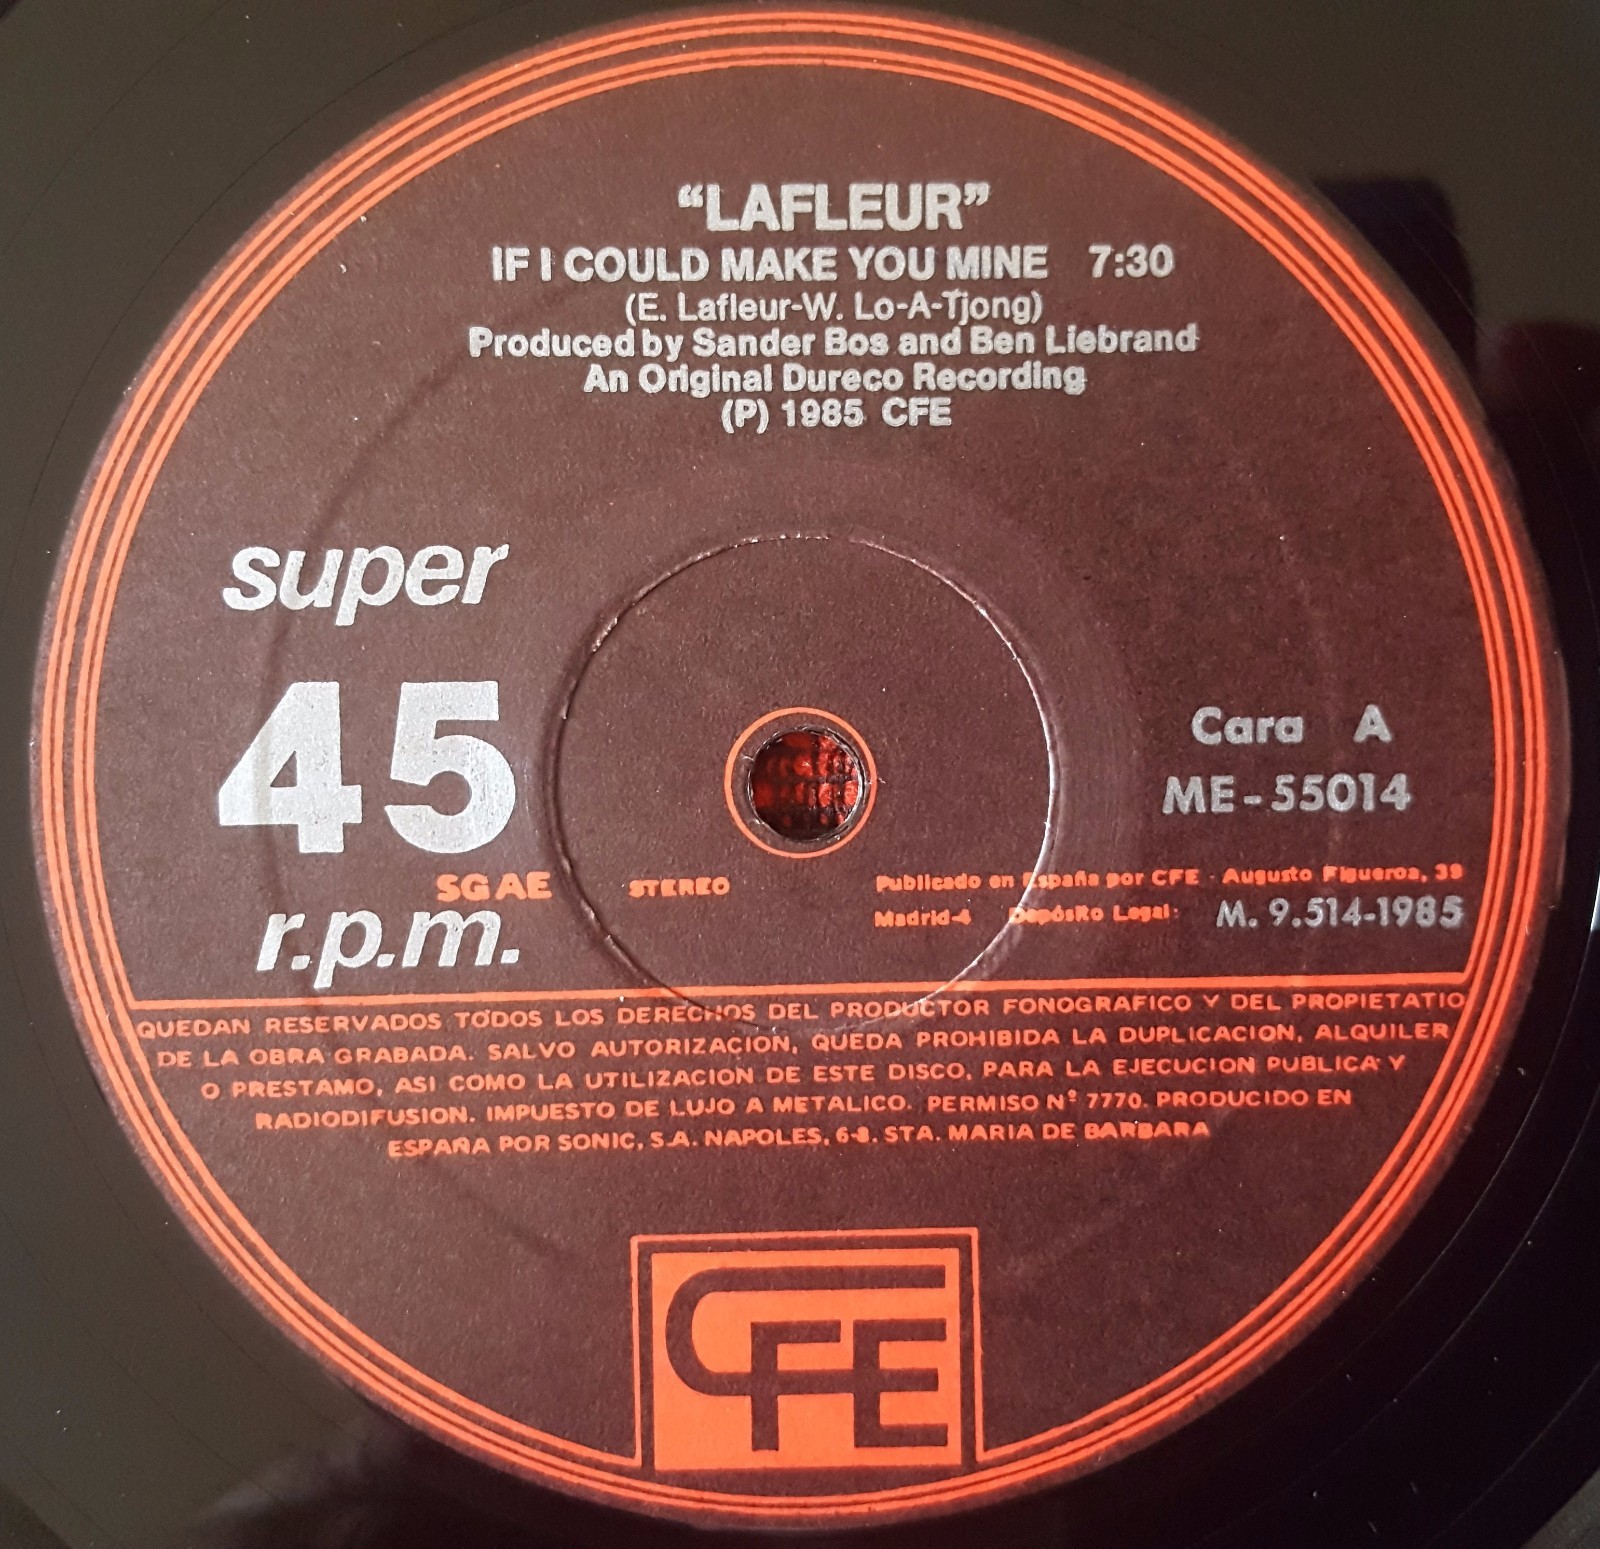 “LAFLEUR”
IF I COULD MAKE YOU MINE 7:30
(E. Lafleur-W. Lo-A-Tjong)
Produced by Sander Bos and Ben Liebrand
An Original Dureco Recording
(P) 1985 CFE
super
45
r.p.m.
Cara A
ME-55014
SGAE STEREO
Publicado en España por CFE - Augusto Figueroa, 39
Madrid-4 Depósito Legal: M. 9.514-1985
QUEDAN RESERVADOS TODOS LOS DERECHOS DEL PRODUCTOR FONOGRAFICO Y DEL PROPIETATIO
DE LA OBRA GRABADA. SALVO AUTORIZACION, QUEDA PROHIBIDA LA DUPLICACION, ALQUILER
O PRESTAMO, ASI COMO LA UTILIZACION DE ESTE DISCO, PARA LA EJECUCION PUBLICA Y
RADIODIFUSION. IMPUESTO DE LUJO A METALICO. PERMISO Nº 7770. PRODUCIDO EN
ESPAÑA POR SONIC, S.A. NAPOLES, 6-8. STA. MARIA DE BARBARA
CFE